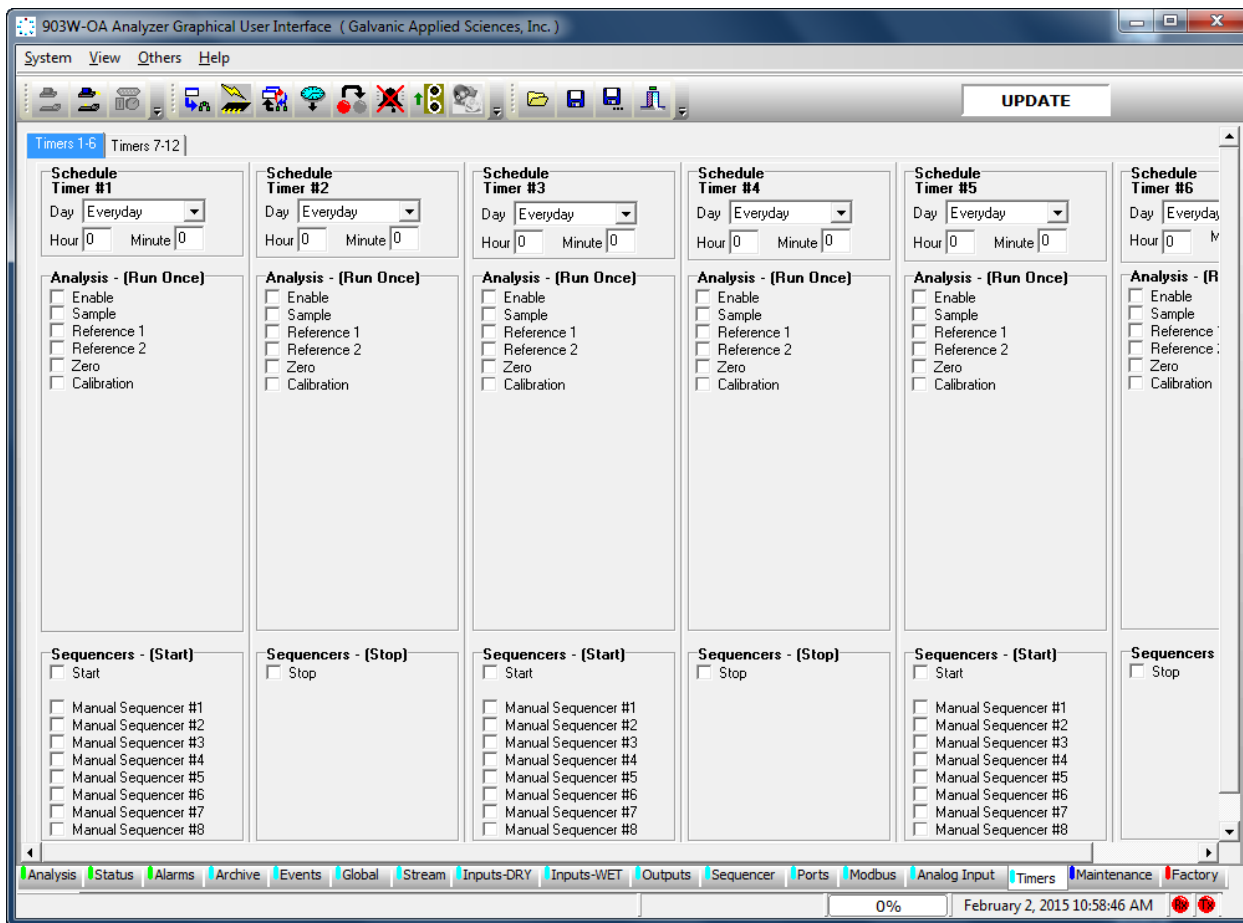 903W-OA Analyzer Graphical User Interface ( Galvanic Applied Sciences, Inc. )
System View Others Help
UPDATE
Timers 1-6 Timers 7-12
Schedule
Timer #1
Day Everyday
Hour 0 Minute 0
Analysis - (Run Once)
Enable
Sample
Reference 1
Reference 2
Zero
Calibration
Sequencers - (Start)
Start
Manual Sequencer #1
Manual Sequencer #2
Manual Sequencer #3
Manual Sequencer #4
Manual Sequencer #5
Manual Sequencer #6
Manual Sequencer #7
Manual Sequencer #8
Schedule
Timer #2
Day Everyday
Hour 0 Minute 0
Analysis - (Run Once)
Enable
Sample
Reference 1
Reference 2
Zero
Calibration
Sequencers - (Stop)
Stop
Schedule
Timer #3
Day Everyday
Hour 0 Minute 0
Analysis - (Run Once)
Enable
Sample
Reference 1
Reference 2
Zero
Calibration
Sequencers - (Start)
Start
Manual Sequencer #1
Manual Sequencer #2
Manual Sequencer #3
Manual Sequencer #4
Manual Sequencer #5
Manual Sequencer #6
Manual Sequencer #7
Manual Sequencer #8
Schedule
Timer #4
Day Everyday
Hour 0 Minute 0
Analysis - (Run Once)
Enable
Sample
Reference 1
Reference 2
Zero
Calibration
Sequencers - (Stop)
Stop
Schedule
Timer #5
Day Everyday
Hour 0 Minute 0
Analysis - (Run Once)
Enable
Sample
Reference 1
Reference 2
Zero
Calibration
Sequencers - (Start)
Start
Manual Sequencer #1
Manual Sequencer #2
Manual Sequencer #3
Manual Sequencer #4
Manual Sequencer #5
Manual Sequencer #6
Manual Sequencer #7
Manual Sequencer #8
Schedule
Timer #6
Day Everyday
Hour 0
Analysis - (R
Enable
Sample
Reference
Reference
Zero
Calibration
Sequencers
Stop
Analysis Status Alarms Archive Events Global Stream Inputs-DRY Inputs-WET Outputs Sequencer Ports Modbus Analog Input Timers Maintenance Factory
0% February 2, 2015 10:58:46 AM Rx Tx